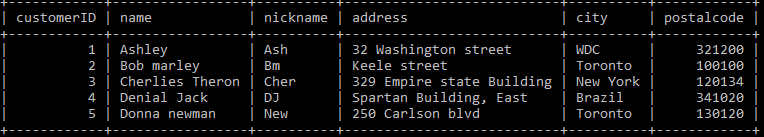 customerID | name | nickname | address | city | postalcode
1 | Ashley | Ash | 32 Washington street | WDC | 321200
2 | Bob marley | Bm | Keele street | Toronto | 100100
3 | Cherlies Theron | Cher | 329 Empire state Building | New York | 120134
4 | Denial Jack | DJ | Spartan Building, East | Brazil | 341020
5 | Donna newman | New | 250 Carlson blvd | Toronto | 130120